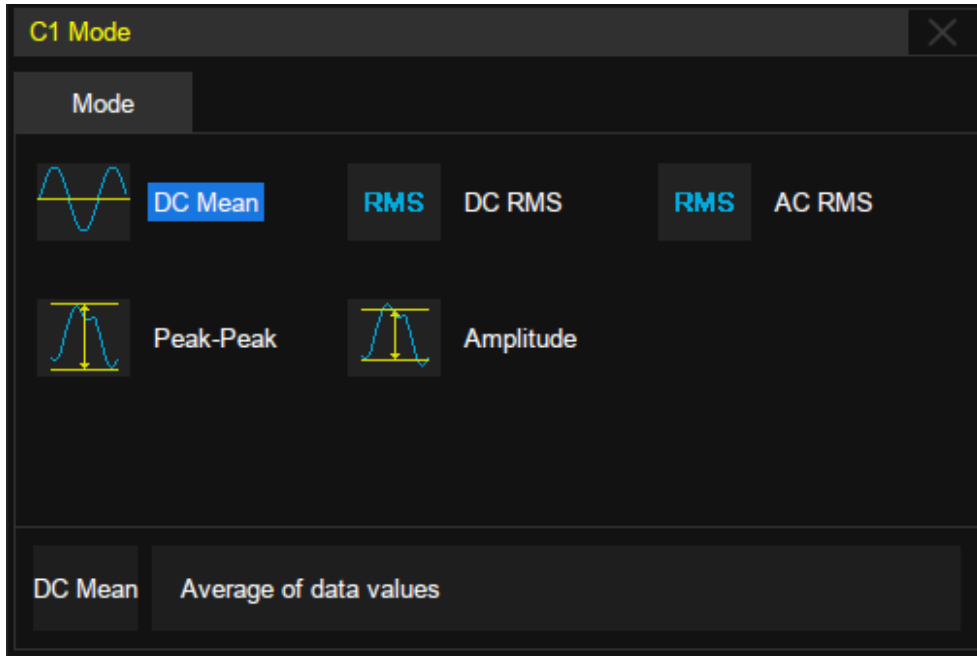 C1 Mode
Mode
DC Mean
RMS
DC RMS
RMS
AC RMS
Peak-Peak
Amplitude
DC Mean
Average of data values